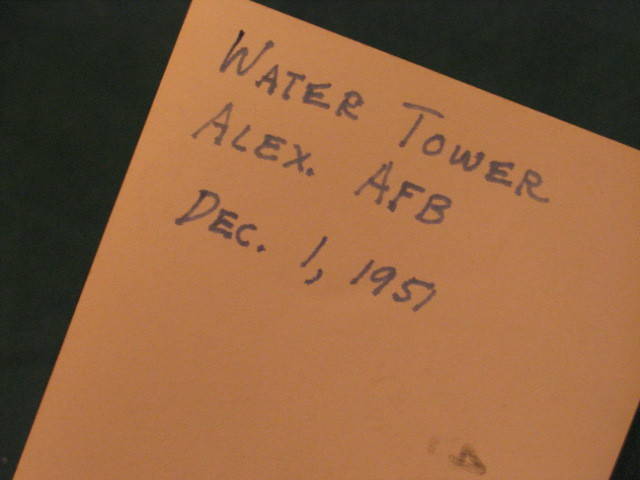 WATER TOWER
ALEX. AFB
DEC. 1, 1951